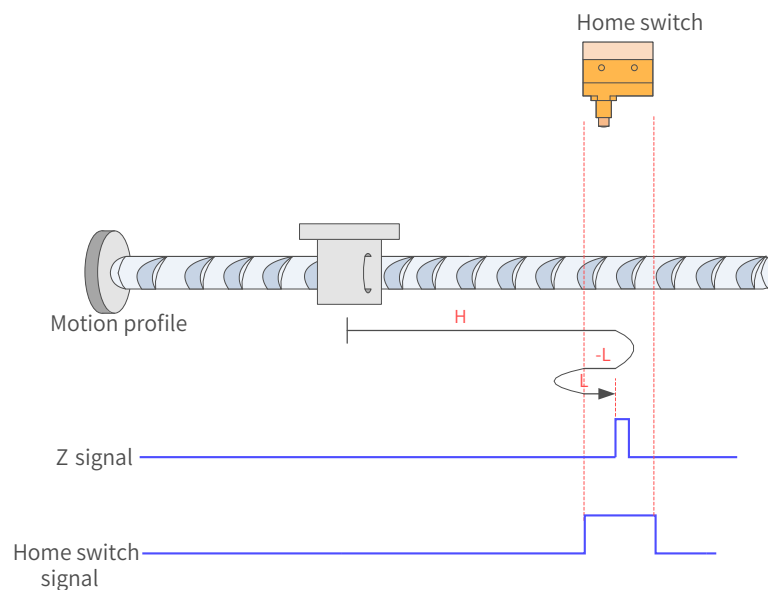 Home switch
Motion profile
H
-L
L
Z signal
Home switch
signal